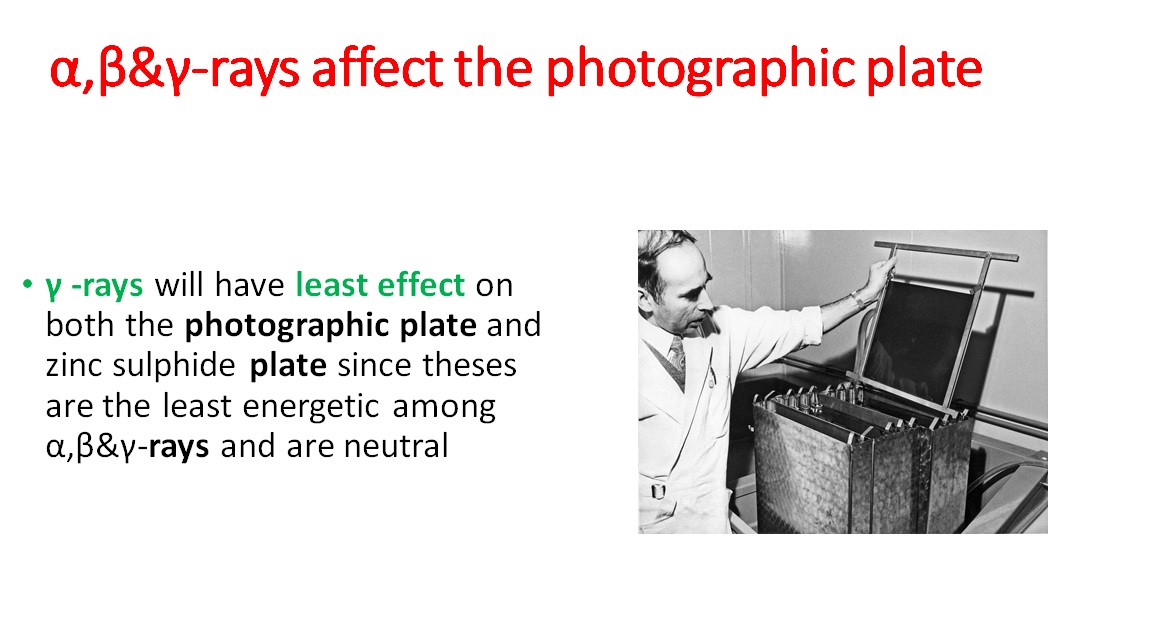 α,β&γ-rays affect the photographic plate
• γ -rays will have least effect on
both the photographic plate and
zinc sulphide plate since theses
are the least energetic among
α,β&γ-rays and are neutral